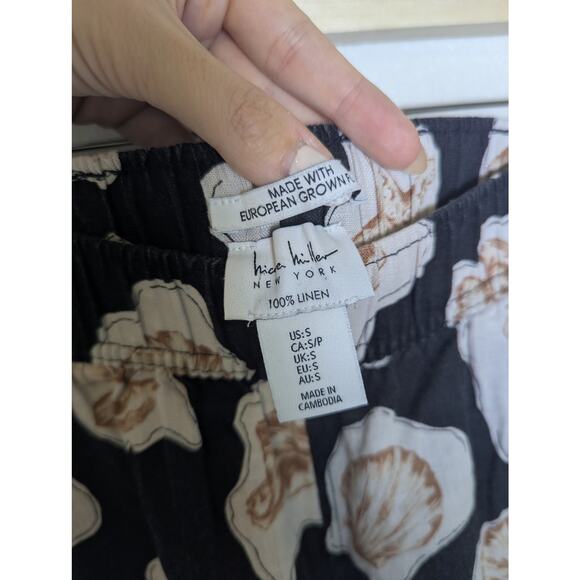 MADE WITH
EUROPEAN GROWN
nicole miller
NEW YORK
100% LINEN
US:S
CA:S/P
UK:S
EU:S
AU:S
MADE IN
CAMBODIA